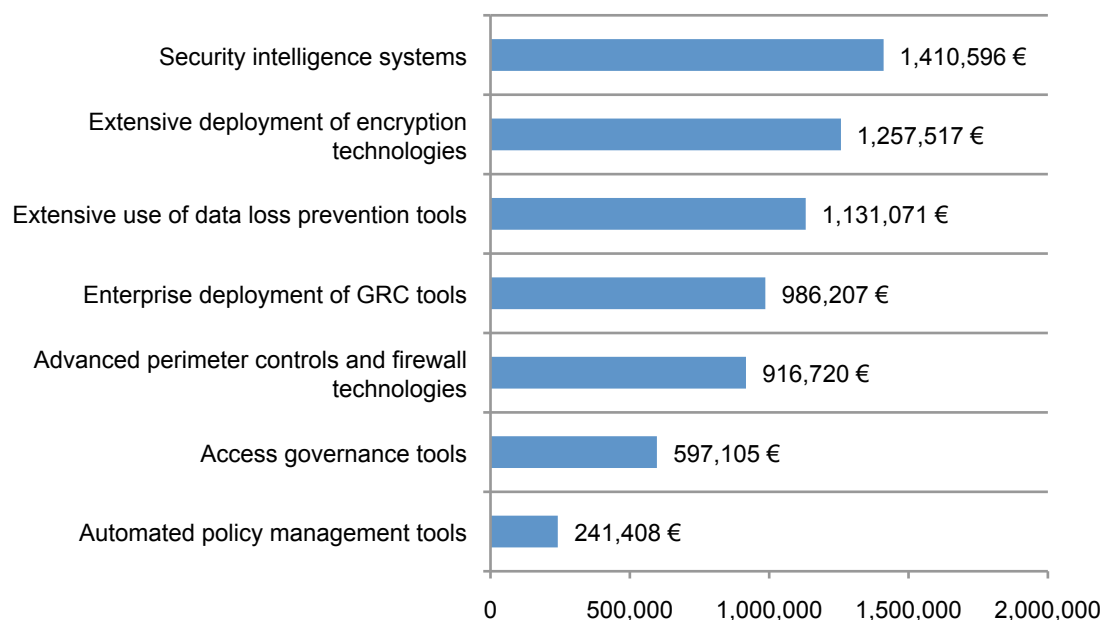 Security intelligence systems
1,410,596 €
Extensive deployment of encryption
technologies
1,257,517 €
Extensive use of data loss prevention tools
1,131,071 €
Enterprise deployment of GRC tools
986,207 €
Advanced perimeter controls and firewall
technologies
916,720 €
Access governance tools
597,105 €
Automated policy management tools
241,408 €
0 500,000 1,000,000 1,500,000 2,000,000